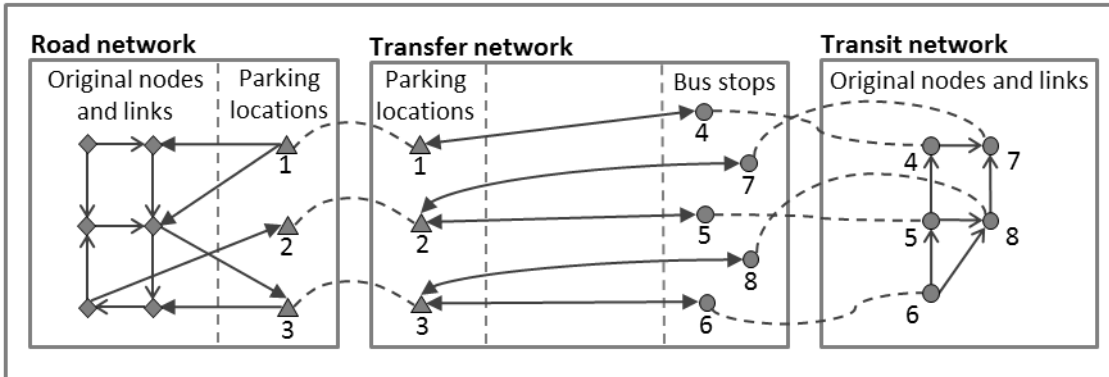 Road network
Transfer network
Transit network
Original nodes
and links
Parking
locations
Parking
locations
Bus stops
Original nodes and links
1
2
3
1
2
3
4
7
5
8
6
4
7
5
8
6